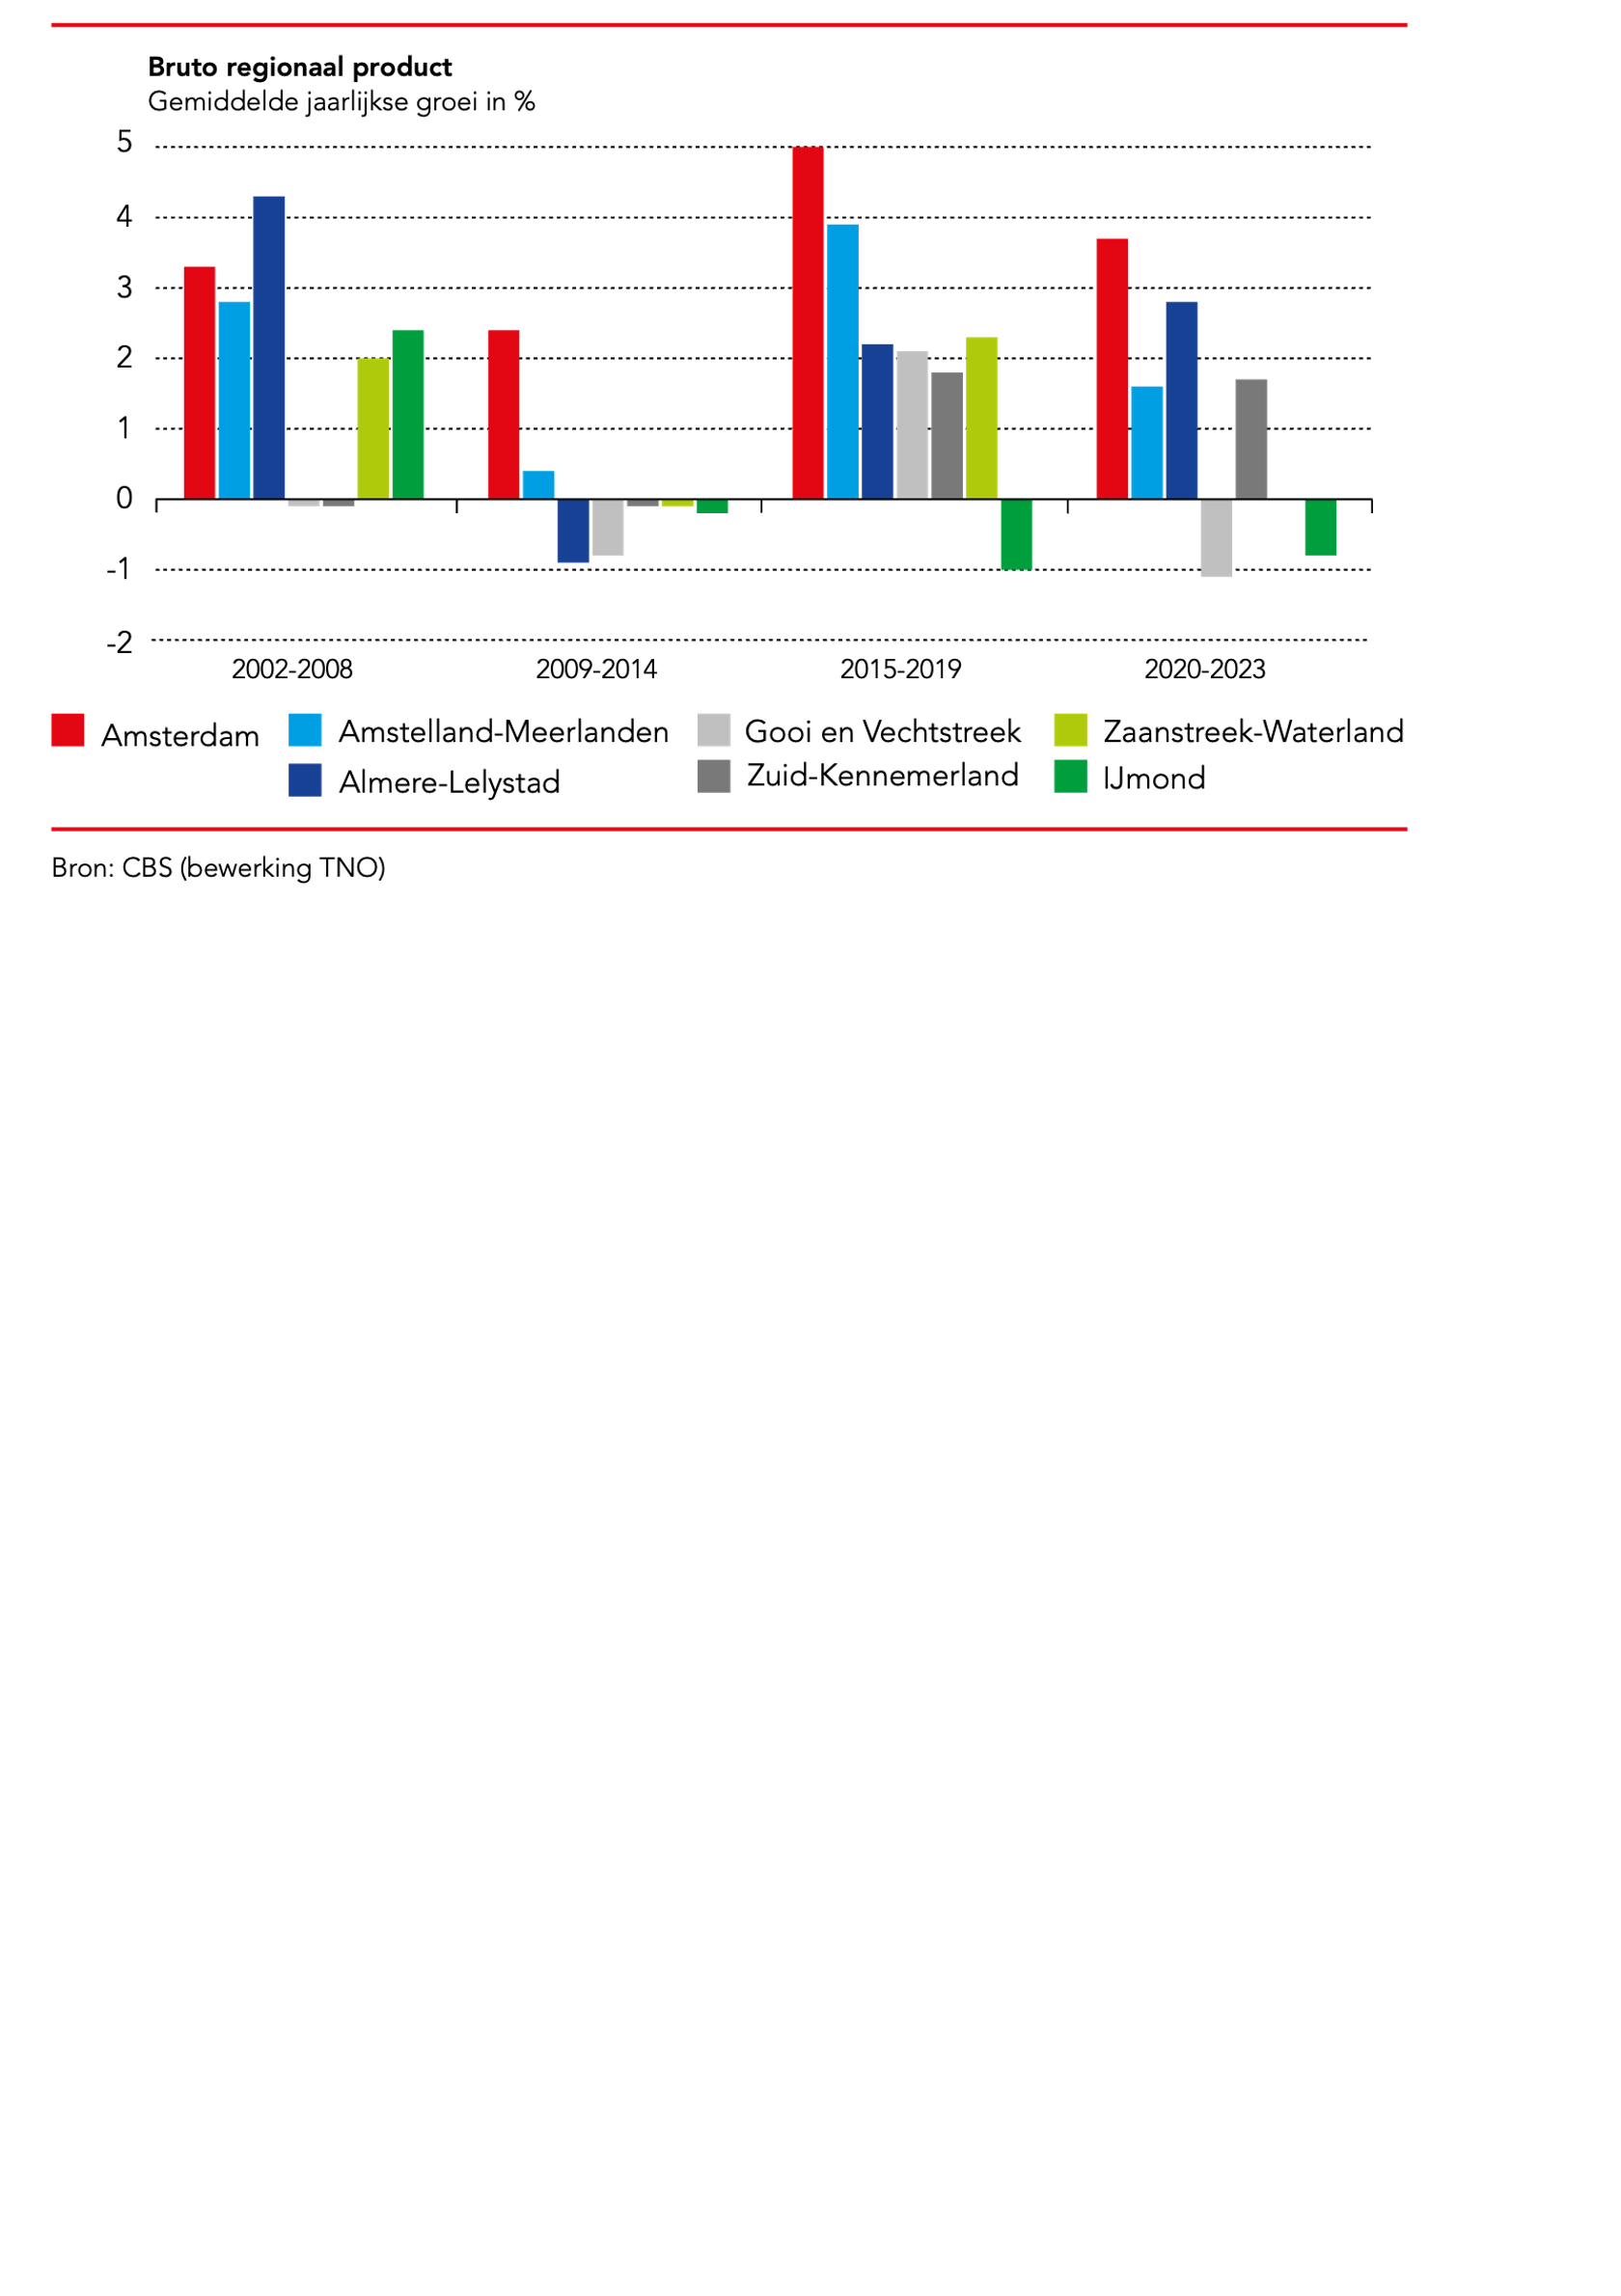 Bruto regionaal product
Gemiddelde jaarlijkse groei in %
5
4
3
2
1
0
-1
-2
2002-2008 2009-2014 2015-2019 2020-2023
Amsterdam Amstelland-Meerlanden Gooi en Vechtstreek Zaanstreek-Waterland
Almere-Lelystad Zuid-Kennemerland IJmond
Bron: CBS (bewerking TNO)